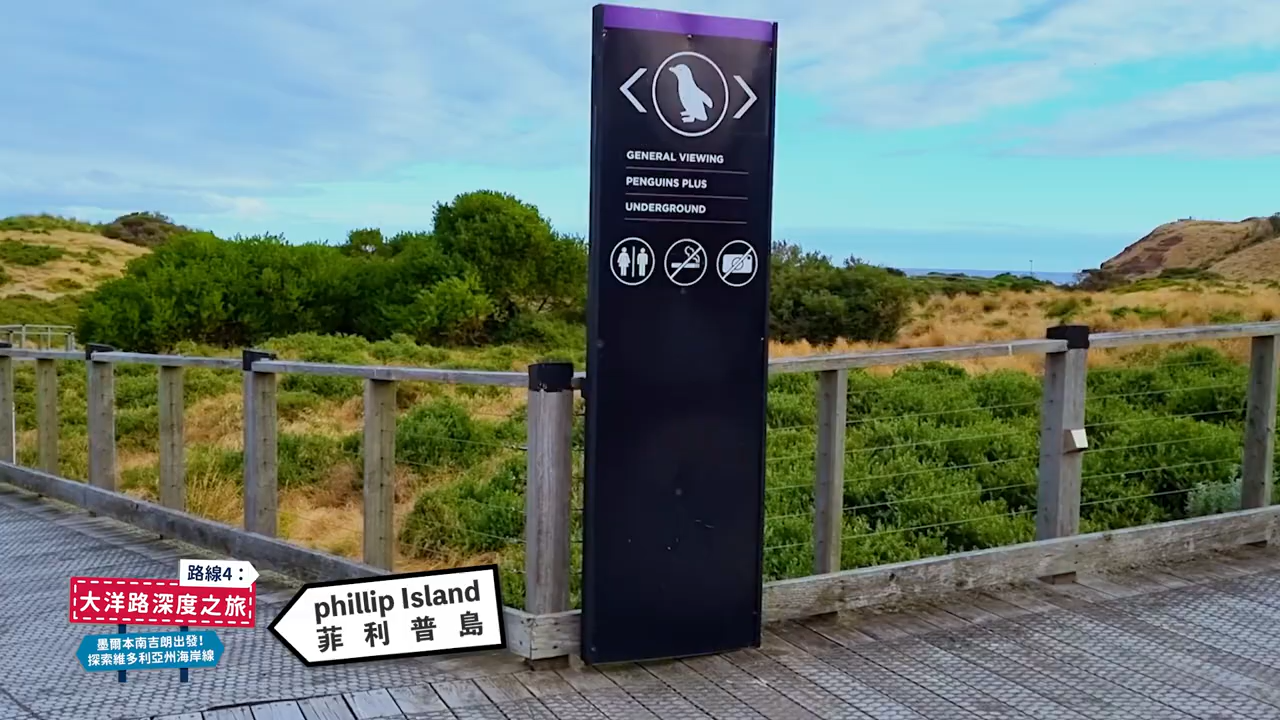 GENERAL VIEWING
PENGUINS PLUS
UNDERGROUND
路線4：
大洋路深度之旅
墨爾本南吉朗出發！
探索維多利亞州海岸線
phillip Island
菲利普島